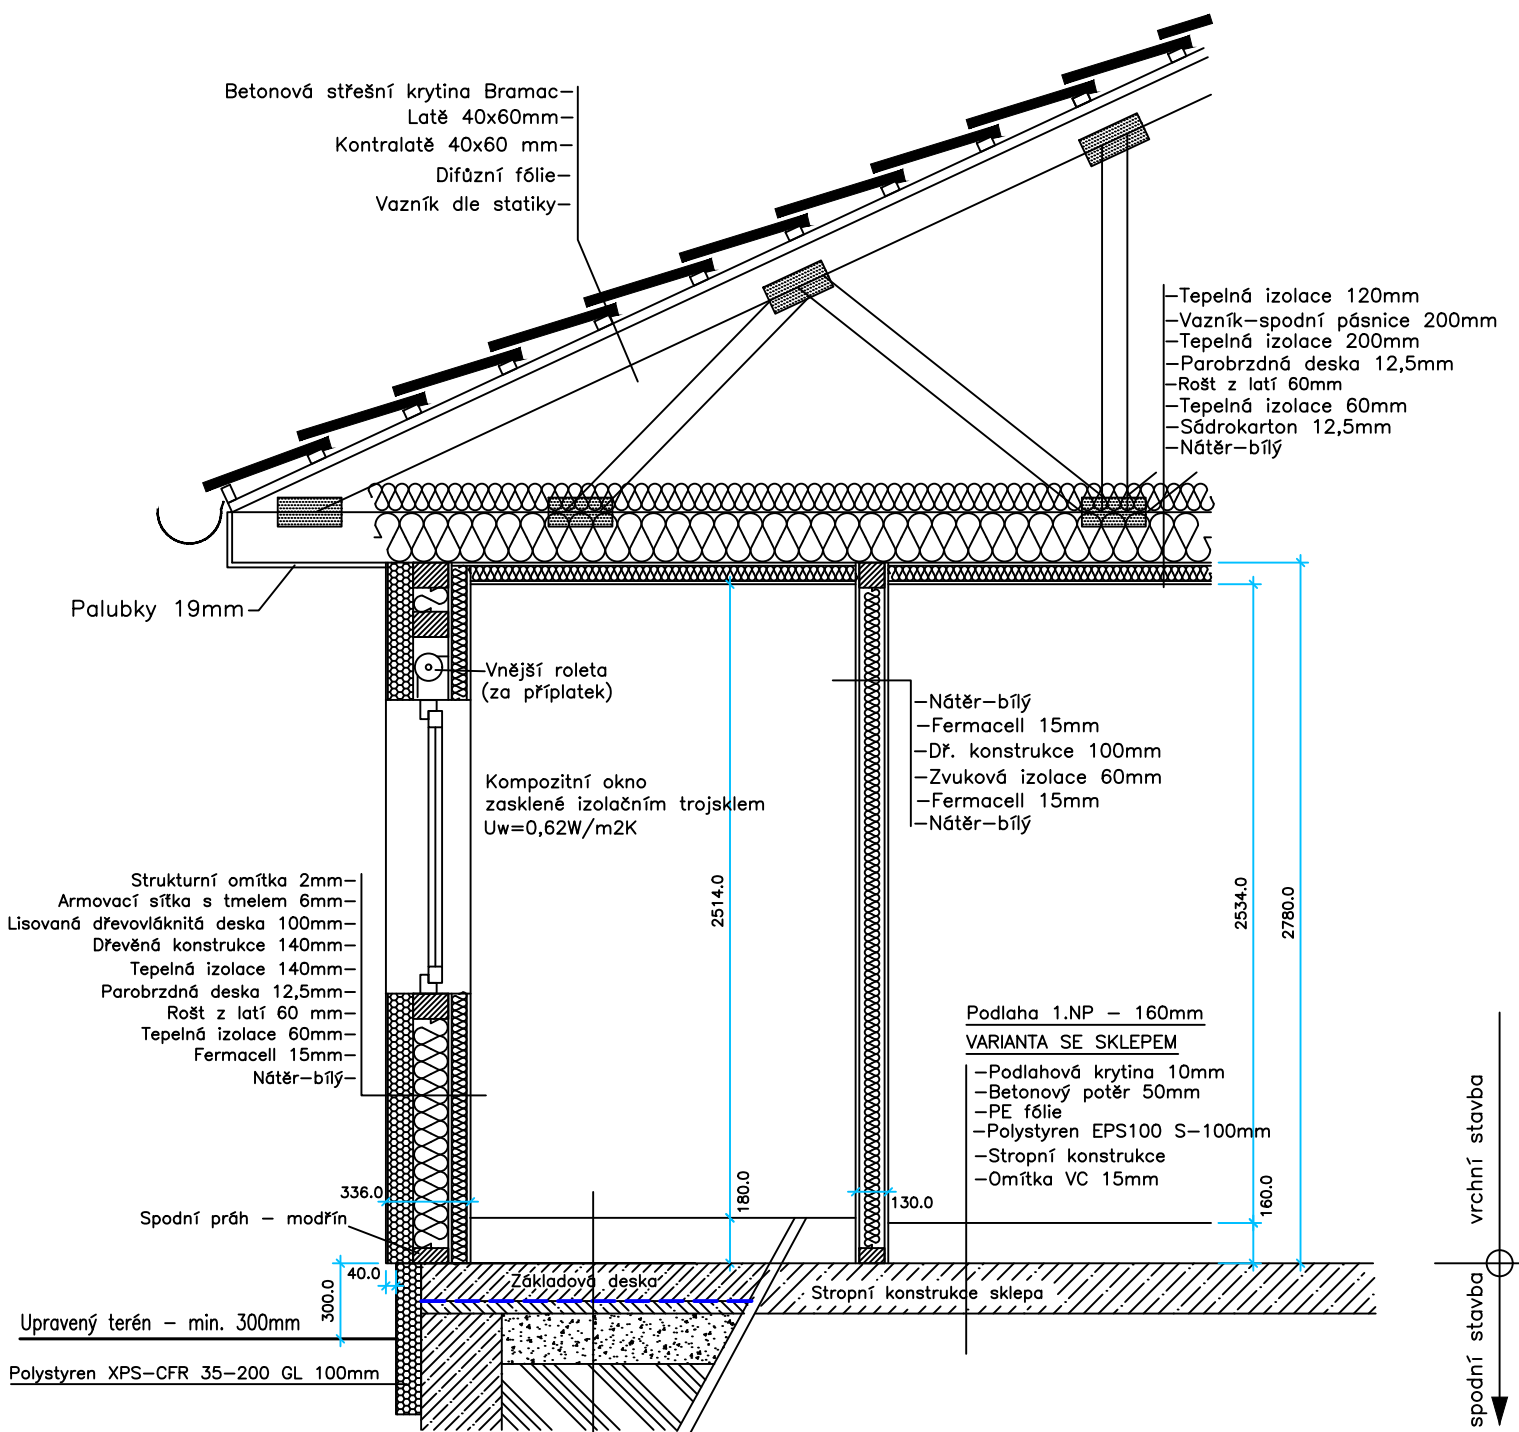 Betonová střešní krytina Bramac
Latě 40x60mm
Kontralatě 40x60 mm
Difůzní fólie
Vazník dle statiky
Tepelná izolace 120mm
Vazník-spodní pásnice 200mm
Tepelná izolace 200mm
Parobrzdná deska 12,5mm
Rošt z latí 60mm
Tepelná izolace 60mm
Sádrokarton 12,5mm
Nátěr-bílý
Palubky 19mm
Vnější roleta
(za příplatek)
Nátěr-bílý
Fermacell 15mm
Dř. konstrukce 100mm
Zvuková izolace 60mm
Fermacell 15mm
Nátěr-bílý
Kompozitní okno
zasklené izolačním trojsklem
Uw=0,62W/m2K
Strukturní omítka 2mm
Armovací síťka s tmelem 6mm
Lisovaná dřevovláknitá deska 100mm
Dřevěná konstrukce 140mm
Tepelná izolace 140mm
Parobrzdná deska 12,5mm
Rošt z latí 60 mm
Tepelná izolace 60mm
Fermacell 15mm
Nátěr-bílý
2514.0
2534.0
2780.0
Podlaha 1.NP - 160mm
VARIANTA SE SKLEPEM
Podlahová krytina 10mm
Betonový potěr 50mm
PE fólie
Polystyren EPS100 S-100mm
Stropní konstrukce
Omítka VC 15mm
336.0
180.0
130.0
160.0
Spodní práh - modřín
40.0
300.0
Základová deska
Stropní konstrukce sklepa
Upravený terén - min. 300mm
Polystyren XPS-CFR 35-200 GL 100mm
vrchní stavba
spodní stavba